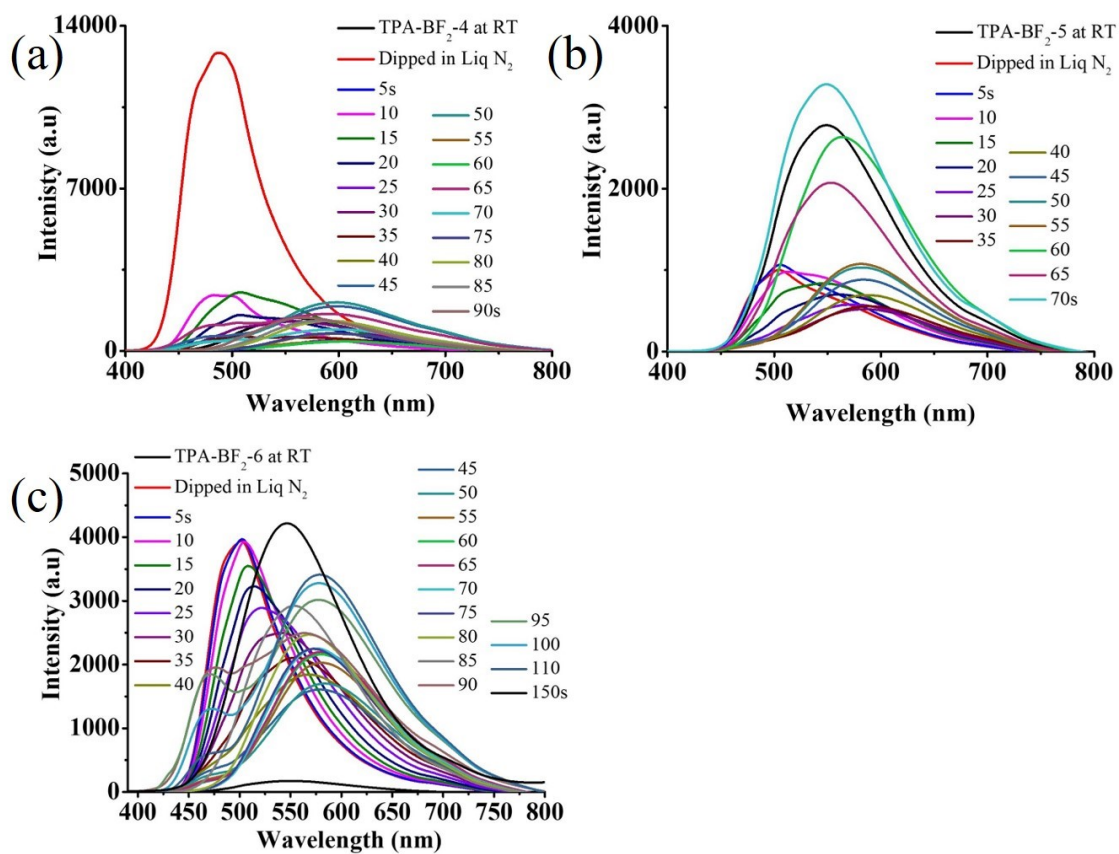 (a)
14000
7000
0
Intenisty (a.u)
TPA-BF2-4 at RT
Dipped in Liq N2
5s
10
15
20
25
30
35
40
45
50
55
60
65
70
75
80
85
90s
400 500 600 700 800
Wavelength (nm)
(b)
4000
2000
0
Intenisty (a.u)
TPA-BF2-5 at RT
Dipped in Liq N2
5s
10
15
20
25
30
35
40
45
50
55
60
65
70s
400 500 600 700 800
Wavelength (nm)
(c)
TPA-BF2-6 at RT
Dipped in Liq N2
5s
10
15
20
25
30
35
40
45
50
55
60
65
70
75
80
85
90
95
100
110
150s
5000
4000
3000
2000
1000
0
Intensity (a.u)
400 450 500 550 600 650 700 750 800
Wavelength (nm)